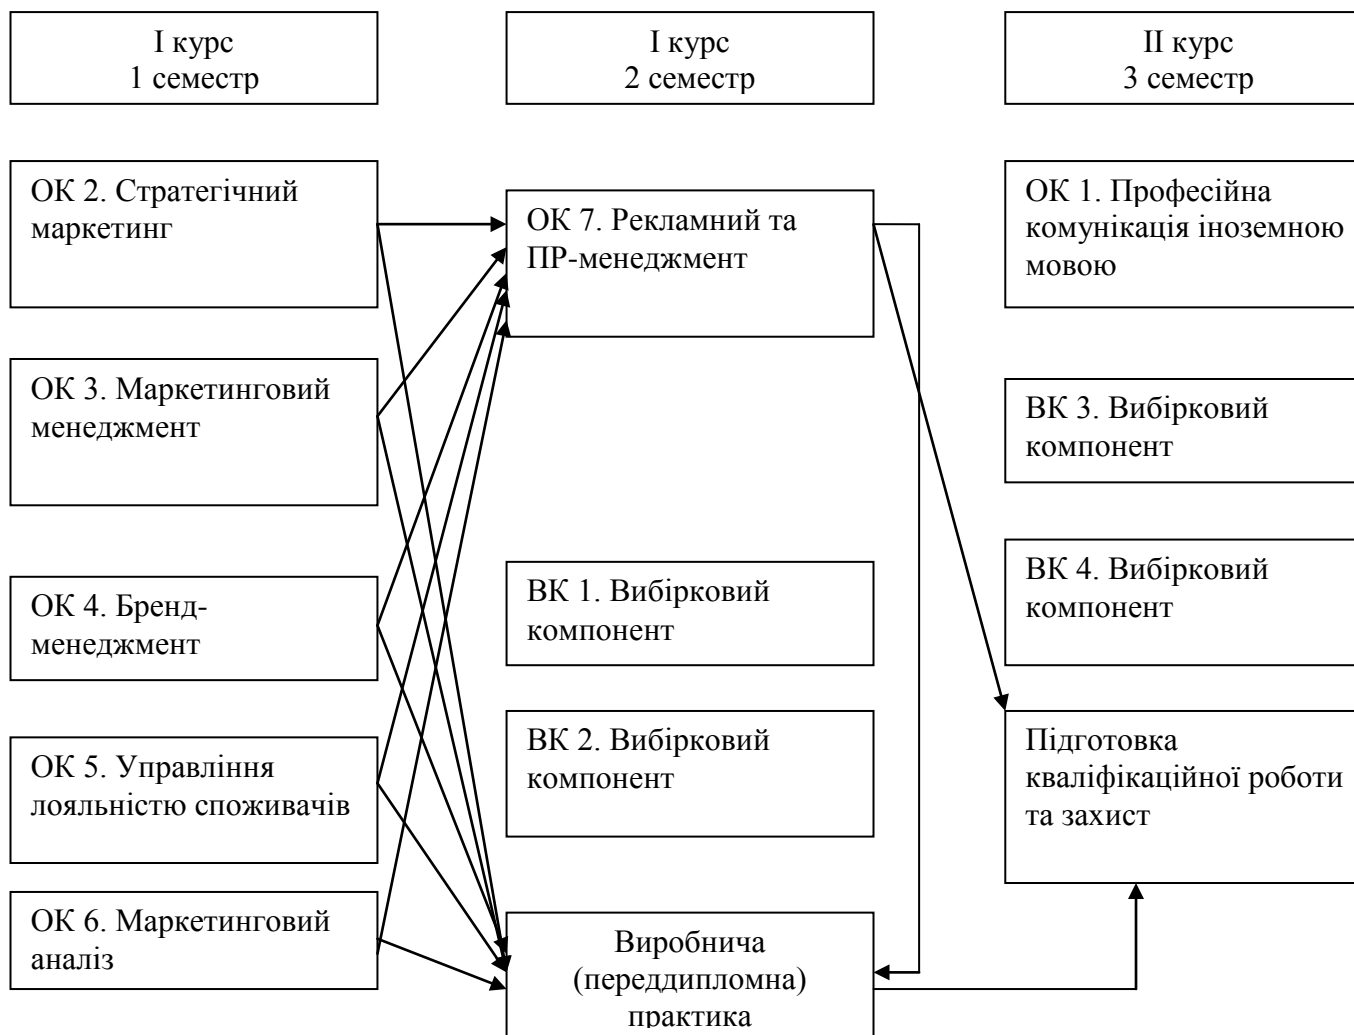 І курс
1 семестр
І курс
2 семестр
ІІ курс
3 семестр
ОК 2. Стратегічний
маркетинг
ОК 3. Маркетинговий
менеджмент
ОК 4. Бренд-
менеджмент
ОК 5. Управління
лояльністю споживачів
ОК 6. Маркетинговий
аналіз
ОК 7. Рекламний та
ПР-менеджмент
ВК 1. Вибірковий
компонент
ВК 2. Вибірковий
компонент
Виробнича
(переддипломна)
практика
ОК 1. Професійна
комунікація іноземною
мовою
ВК 3. Вибірковий
компонент
ВК 4. Вибірковий
компонент
Підготовка
кваліфікаційної роботи
та захист